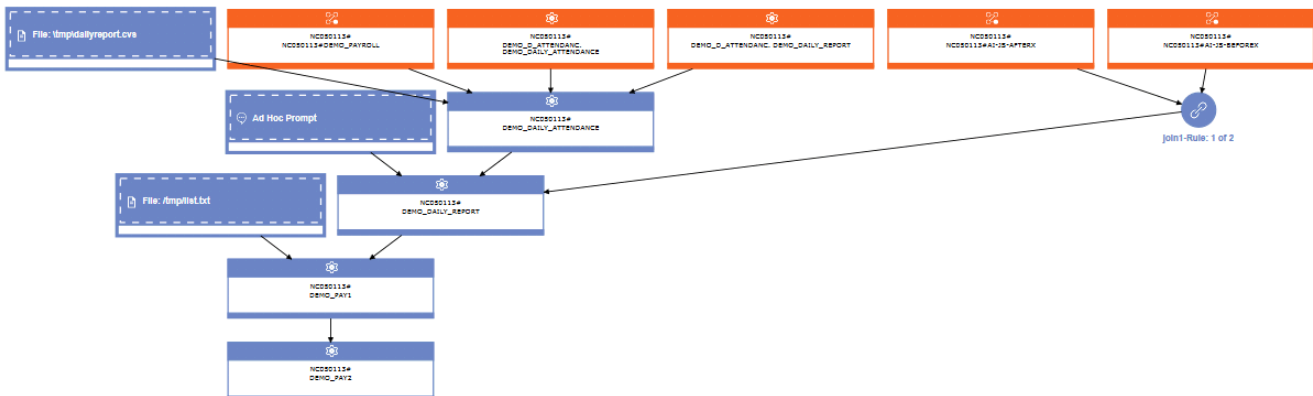 File: \tmp\dailyreport.cvs
NC050113#
NC050113#DEMO_PAYROLL
NC050113#
DEMO_D_ATTENDANC.
DEMO_DAILY_ATTENDANCE
NC050113#
DEMO_D_ATTENDANC. DEMO_DAILY_REPORT
NC050113#
NC050113#AI-JS-AFTERX
NC050113#
NC050113#AI-JS-BEFOREX
Ad Hoc Prompt
NC050113#
DEMO_DAILY_ATTENDANCE
join1-Rule: 1 of 2
File: /tmp/list.txt
NC050113#
DEMO_DAILY_REPORT
NC050113#
DEMO_PAY1
NC050113#
DEMO_PAY2